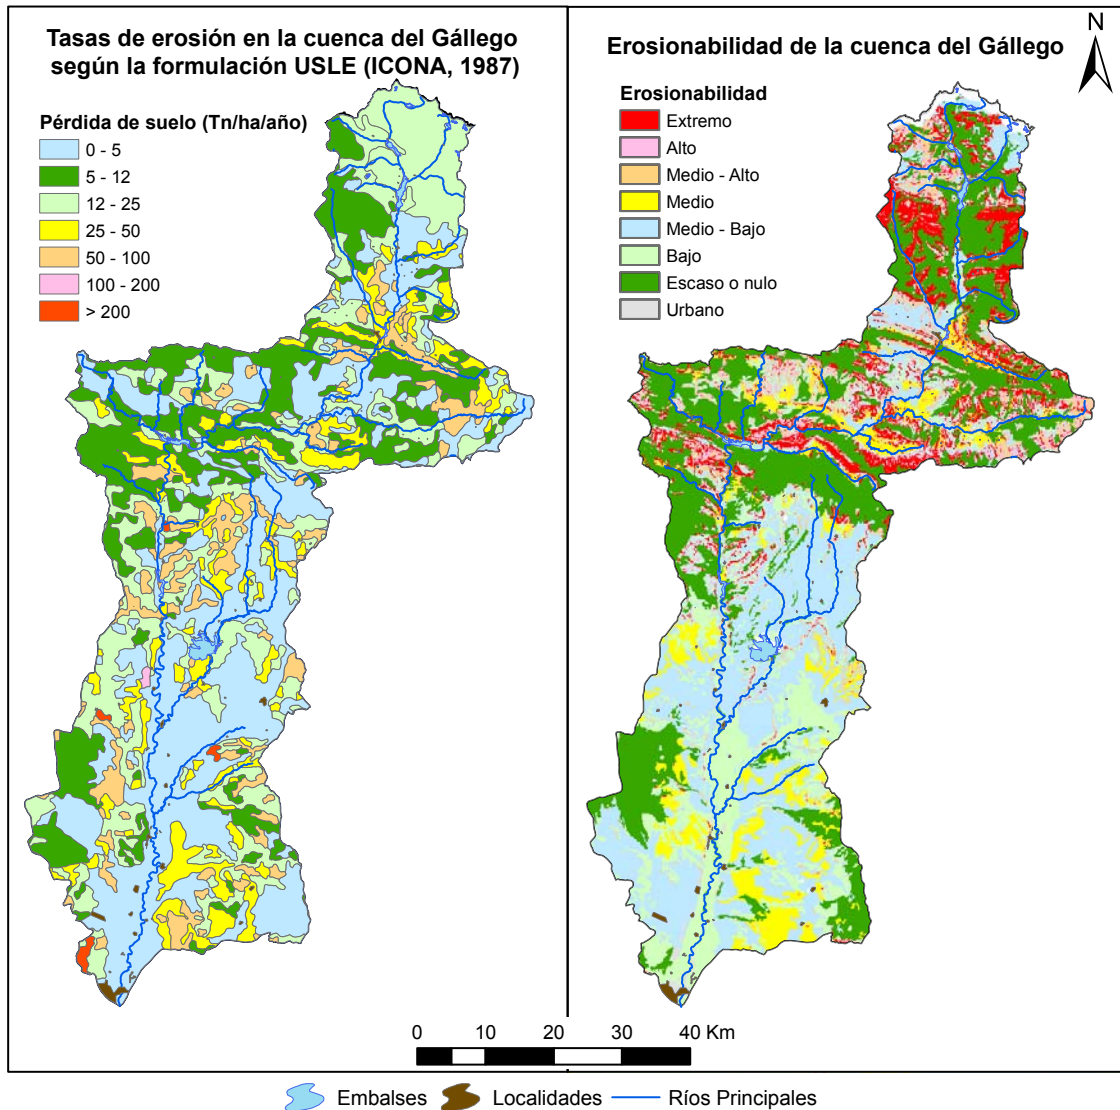 Tasas de erosión en la cuenca del Gállego
según la formulación USLE (ICONA, 1987)
Pérdida de suelo (Tn/ha/año)
0 - 5
5 - 12
12 - 25
25 - 50
50 - 100
100 - 200
> 200
Erosionabilidad de la cuenca del Gállego
N
Erosionabilidad
Extremo
Alto
Medio - Alto
Medio
Medio - Bajo
Bajo
Escaso o nulo
Urbano
0 10 20 30 40 Km
Embalses Localidades Ríos Principales